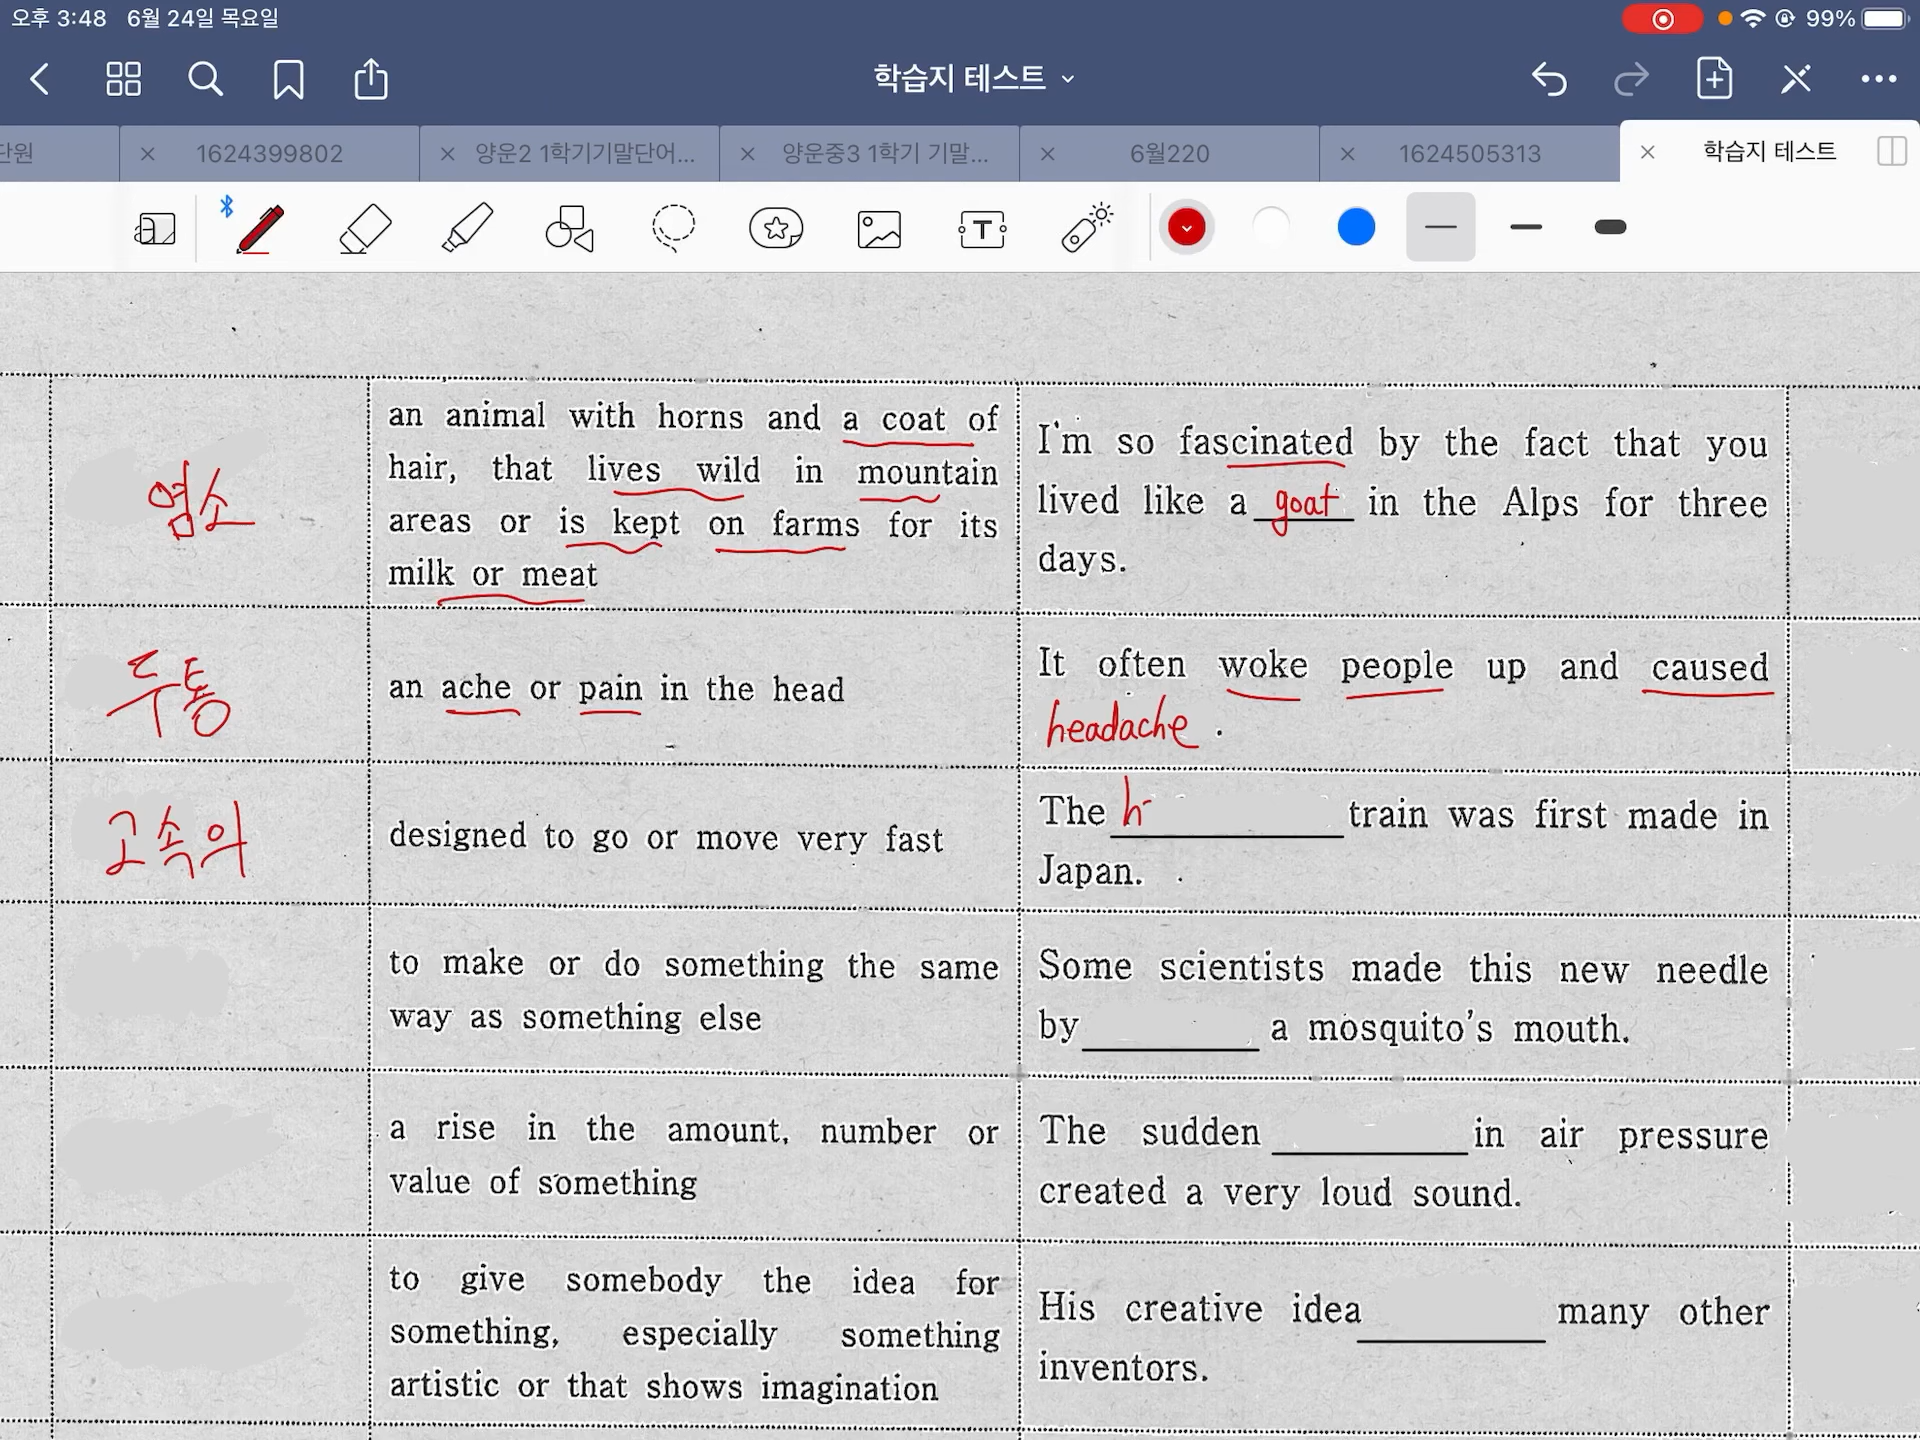 오후 3:48 6월 24일 목요일
99%
학습지 테스트
단원
1624399802
양운2 1학기기말단어...
양운중3 1학기 기말...
6월220
1624505313
학습지 테스트
염소
an animal with horns and a coat of
hair, that lives wild in mountain
areas or is kept on farms for its
milk or meat
I'm so fascinated by the fact that you
lived like a goat in the Alps for three
days.
두통
an ache or pain in the head
It often woke people up and caused
headache .
고속의
designed to go or move very fast
The h train was first made in
Japan.
to make or do something the same
way as something else
Some scientists made this new needle
by a mosquito's mouth.
a rise in the amount, number or
value of something
The sudden in air pressure
created a very loud sound.
to give somebody the idea for
something, especially something
artistic or that shows imagination
His creative idea many other
inventors.